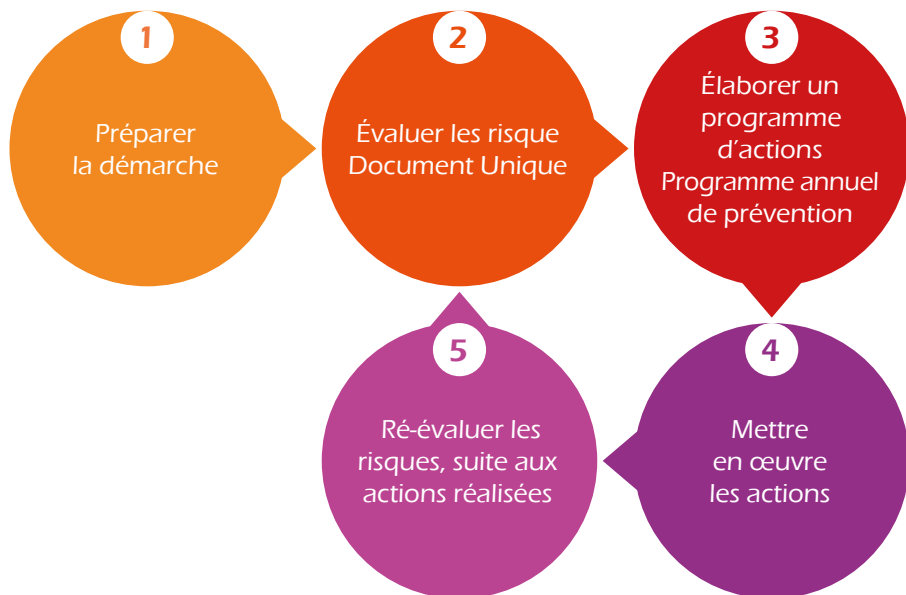 1
Préparer
la démarche
2
Évaluer les risque
Document Unique
3
Élaborer un
programme
d'actions
Programme annuel
de prévention
4
Mettre
en œuvre
les actions
5
Ré-évaluer les
risques, suite aux
actions réalisées